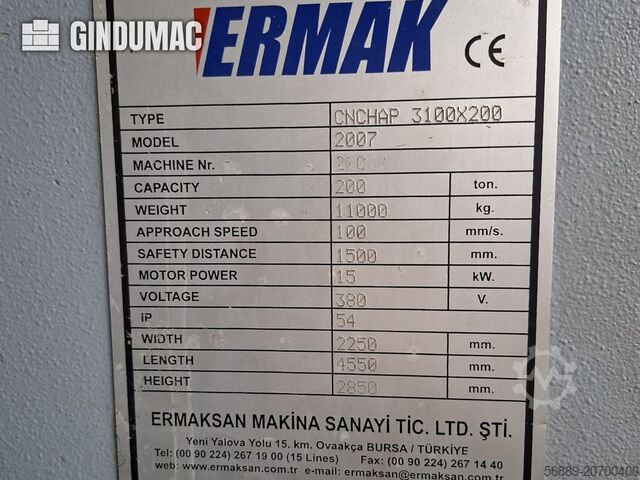 GINDUMAC
ERMAK
CE
TYPE CNCHAP 3100X200
MODEL 2007
MACHINE Nr.
CAPACITY 200 ton.
WEIGHT 11000 kg.
APPROACH SPEED 100 mm/s.
SAFETY DISTANCE 1500 mm.
MOTOR POWER 15 kW.
VOLTAGE 380 V.
iP 54
WIDTH 2250 mm.
LENGTH 4550 mm.
HEIGHT 2850 mm.
ERMAKSAN MAKİNA SANAYİ TİC. LTD. ŞTİ.
Yeni Yalova Yolu 15. km. Ovaakça BURSA / TÜRKİYE
Tel: (00 90 224) 267 19 00 (15 Lines) Fax: (00 90 224) 267 14 40
web: www.ermaksan.com.tr e-mail: ermaksan@ermaksan.com.tr
56889-20700400